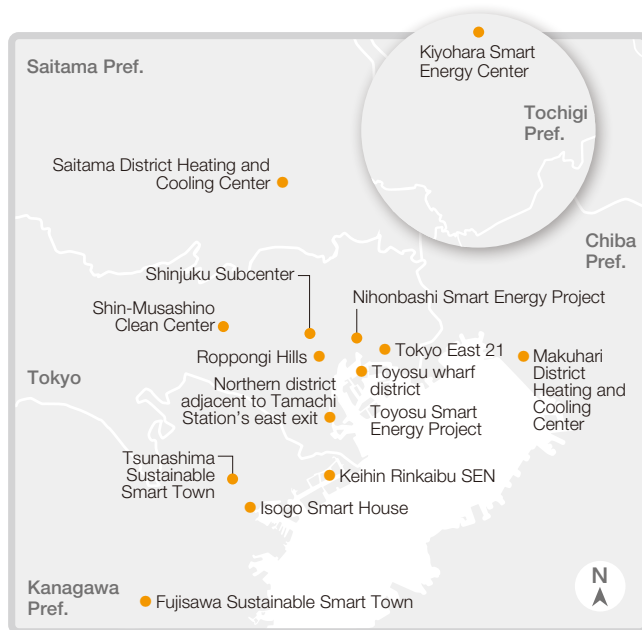 Kiyohara Smart
Energy Center
Saitama Pref.
Tochigi
Pref.
Saitama District Heating and
Cooling Center
Chiba
Pref.
Shinjuku Subcenter
Nihonbashi Smart Energy Project
Shin-Musashino
Clean Center
Roppongi Hills
Tokyo East 21
Makuhari
District
Heating and
Cooling
Center
Toyosu wharf
district
Tokyo
Northern district
adjacent to Tamachi
Station's east exit
Toyosu Smart
Energy Project
Tsunashima
Sustainable
Smart Town
Keihin Rinkaibu SEN
Isogo Smart House
N
Kanagawa
Pref.
Fujisawa Sustainable Smart Town